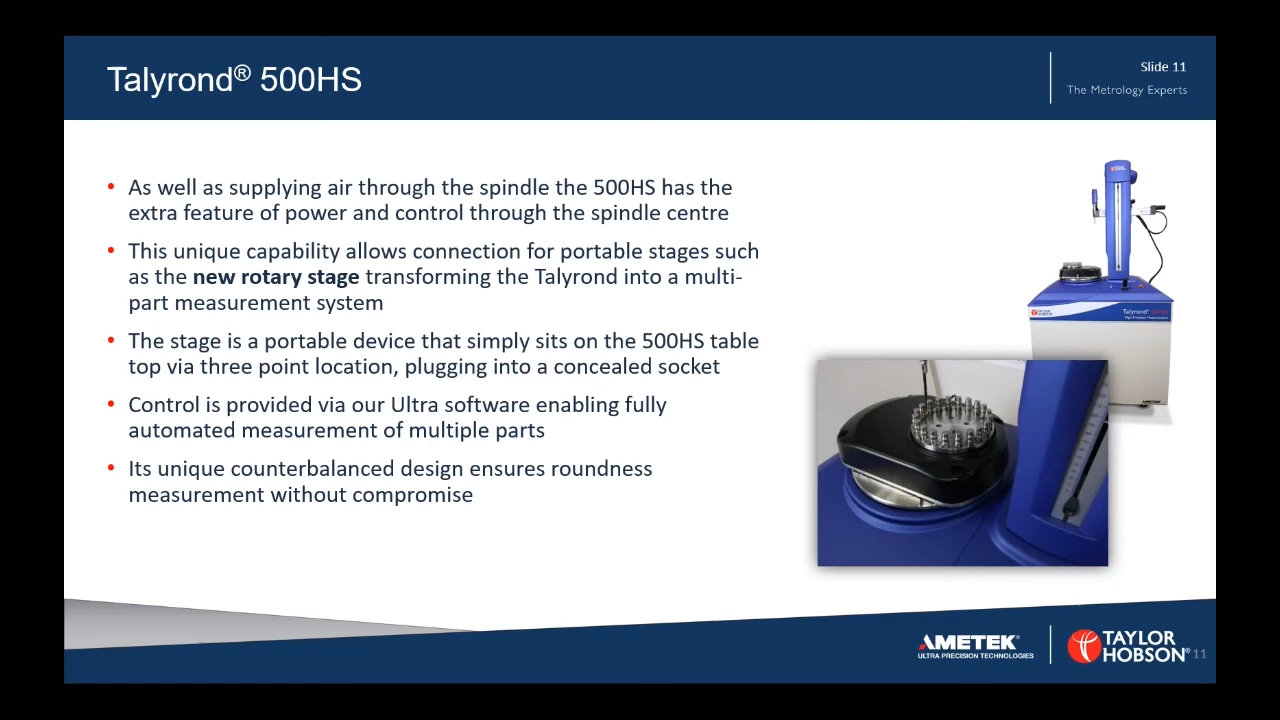 Talyrond® 500HS
Slide 11
The Metrology Experts
• As well as supplying air through the spindle the 500HS has the
extra feature of power and control through the spindle centre
• This unique capability allows connection for portable stages such
as the new rotary stage transforming the Talyrond into a multi-
part measurement system
• The stage is a portable device that simply sits on the 500HS table
top via three point location, plugging into a concealed socket
• Control is provided via our Ultra software enabling fully
automated measurement of multiple parts
• Its unique counterbalanced design ensures roundness
measurement without compromise
TAYLOR
HOBSON
Talyrond
AMETEK
AMETEK®
ULTRA PRECISION TECHNOLOGIES
TAYLOR
HOBSON®
11